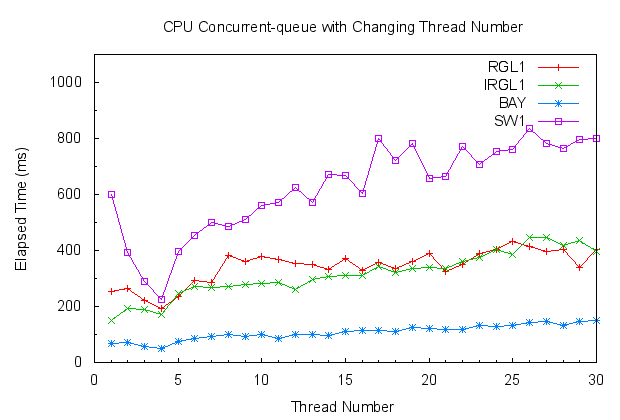 CPU Concurrent-queue with Changing Thread Number
RGL1
IRGL1
BAY
SW1
1000
800
600
400
200
0
Elapsed Time (ms)
0 5 10 15 20 25 30
Thread Number